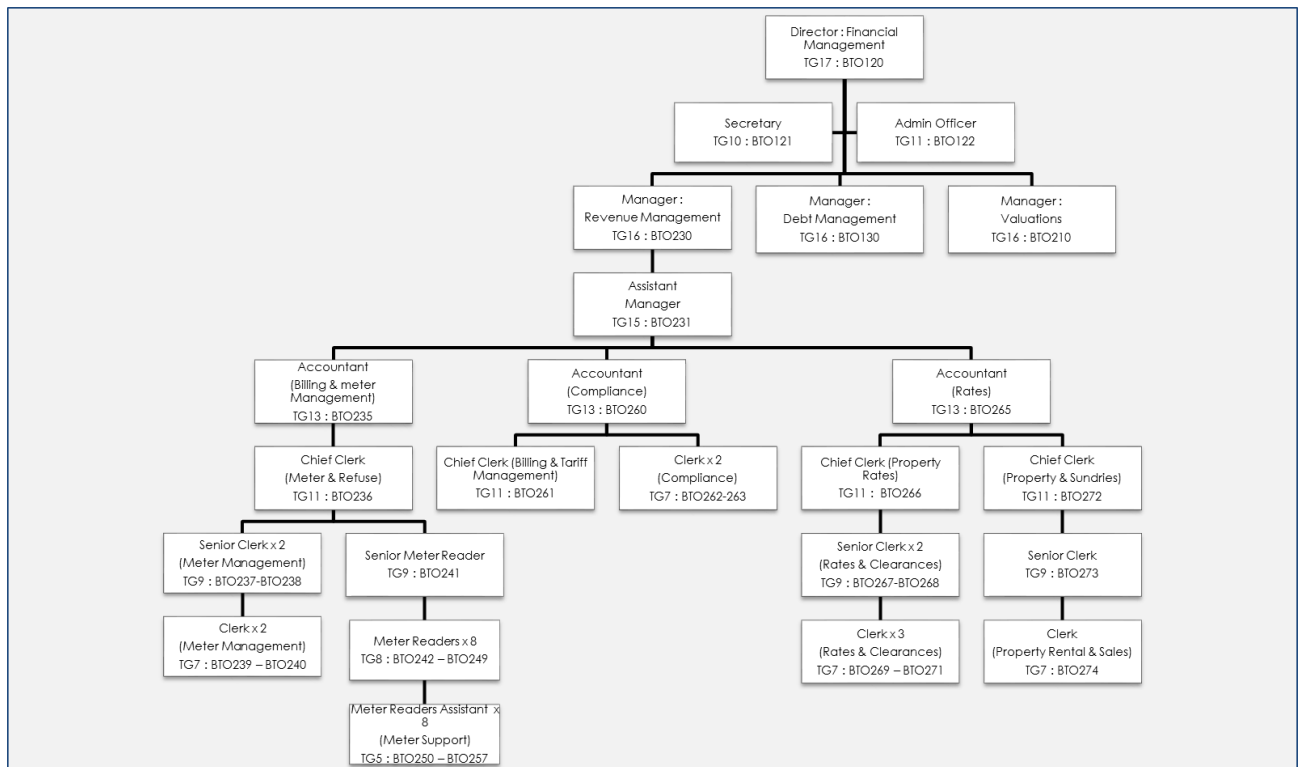 Director : Financial
Management
TG17 : BTO120
Secretary
TG10 : BTO121
Admin Officer
TG11 : BTO122
Manager :
Revenue Management
TG16 : BTO230
Manager :
Debt Management
TG16 : BTO130
Manager :
Valuations
TG16 : BTO210
Assistant
Manager
TG15 : BTO231
Accountant
(Billing & meter
Management)
TG13 : BTO235
Accountant
(Compliance)
TG13 : BTO260
Accountant
(Rates)
TG13 : BTO265
Chief Clerk
(Meter & Refuse)
TG11 : BTO236
Chief Clerk (Billing & Tariff
Management)
TG11 : BTO261
Clerk x 2
(Compliance)
TG7 : BTO262-263
Chief Clerk (Property
Rates)
TG11 : BTO266
Chief Clerk
(Property & Sundries)
TG11 : BTO272
Senior Clerk x 2
(Meter Management)
TG9 : BTO237-BTO238
Senior Meter Reader
TG9 : BTO241
Senior Clerk x 2
(Rates & Clearances)
TG9 : BTO267-BTO268
Senior Clerk
TG9 : BTO273
Clerk x 2
(Meter Management)
TG7 : BTO239 – BTO240
Meter Readers x 8
TG8 : BTO242 – BTO249
Clerk x 3
(Rates & Clearances)
TG7 : BTO269 – BTO271
Clerk
(Property Rental & Sales)
TG7 : BTO274
Meter Readers Assistant x
8
(Meter Support)
TG5 : BTO250 – BTO257